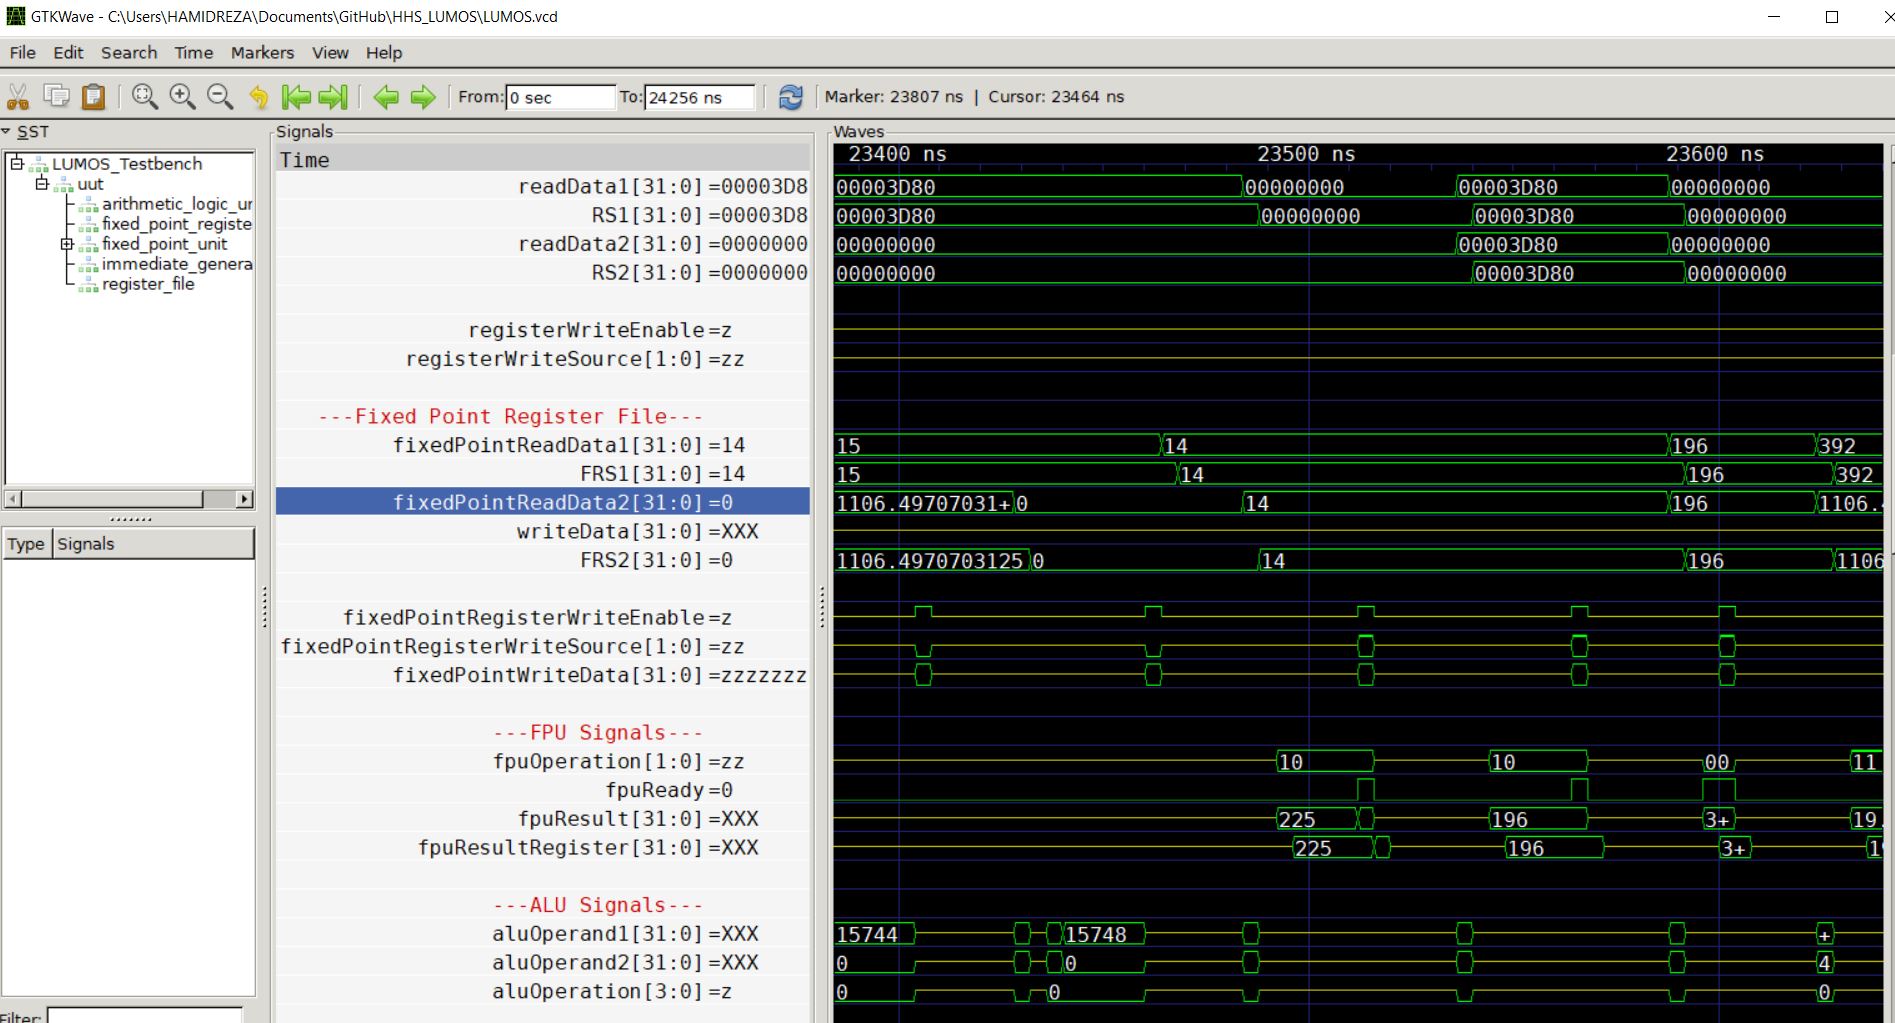 GTKWave - C:\Users\HAMIDREZA\Documents\GitHub\HHS_LUMOS\LUMOS.vcd
File Edit Search Time Markers View Help
From: 0 sec To: 24256 ns Marker: 23807 ns | Cursor: 23464 ns
SST
LUMOS_Testbench
uut
arithmetic_logic_ur
fixed_point_registe
fixed_point_unit
immediate_genera
register_file
Type Signals
Filter:
Signals
Time
readData1[31:0]=00003D8
RS1[31:0]=00003D8
readData2[31:0]=0000000
RS2[31:0]=0000000
registerWriteEnable=z
registerWriteSource[1:0]=zz
---Fixed Point Register File---
fixedPointReadData1[31:0]=14
FRS1[31:0]=14
fixedPointReadData2[31:0]=0
writeData[31:0]=XXX
FRS2[31:0]=0
fixedPointRegisterWriteEnable=z
fixedPointRegisterWriteSource[1:0]=zz
fixedPointWriteData[31:0]=zzzzzzz
---FPU Signals---
fpuOperation[1:0]=zz
fpuReady=0
fpuResult[31:0]=XXX
fpuResultRegister[31:0]=XXX
---ALU Signals---
aluOperand1[31:0]=XXX
aluOperand2[31:0]=XXX
aluOperation[3:0]=z
Waves
23400 ns 23500 ns 23600 ns
00003D80 00000000 00003D80 00000000
00003D80 00000000 00003D80 00000000
00000000 00003D80 00000000
00000000 00003D80 00000000
15 14 196 392
15 14 196 392
1106.49707031+ 0 14 196 1106.
1106.4970703125 0 14 196 1106
10 10 00 11
225 196 3+ 19.
225 196 3+ 1
15744 15748 +
0 0 4
0 0 0